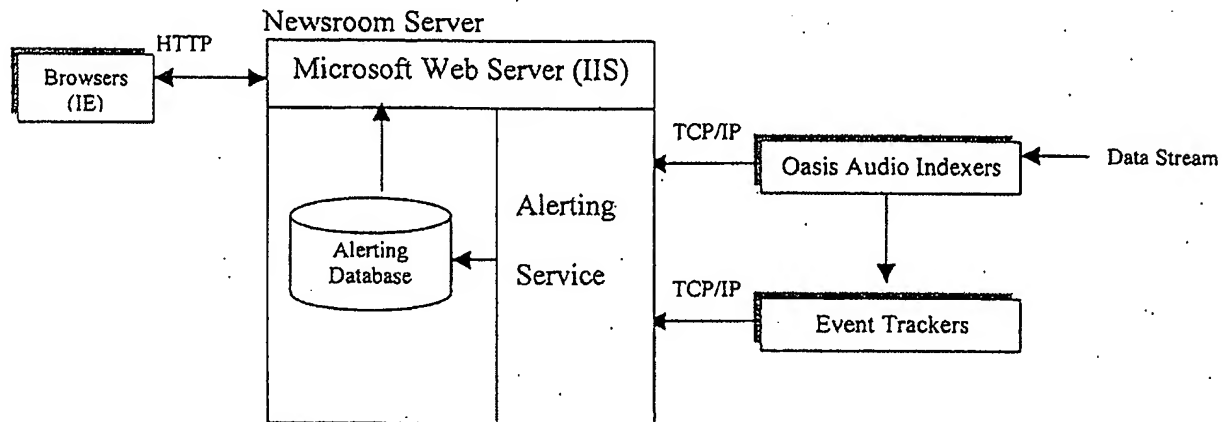 Newsroom Server
HTTP
Browsers
(IE)
Microsoft Web Server (IIS)
TCP/IP
Oasis Audio Indexers
Data Stream
Alerting
Service
Alerting
Database
TCP/IP
Event Trackers